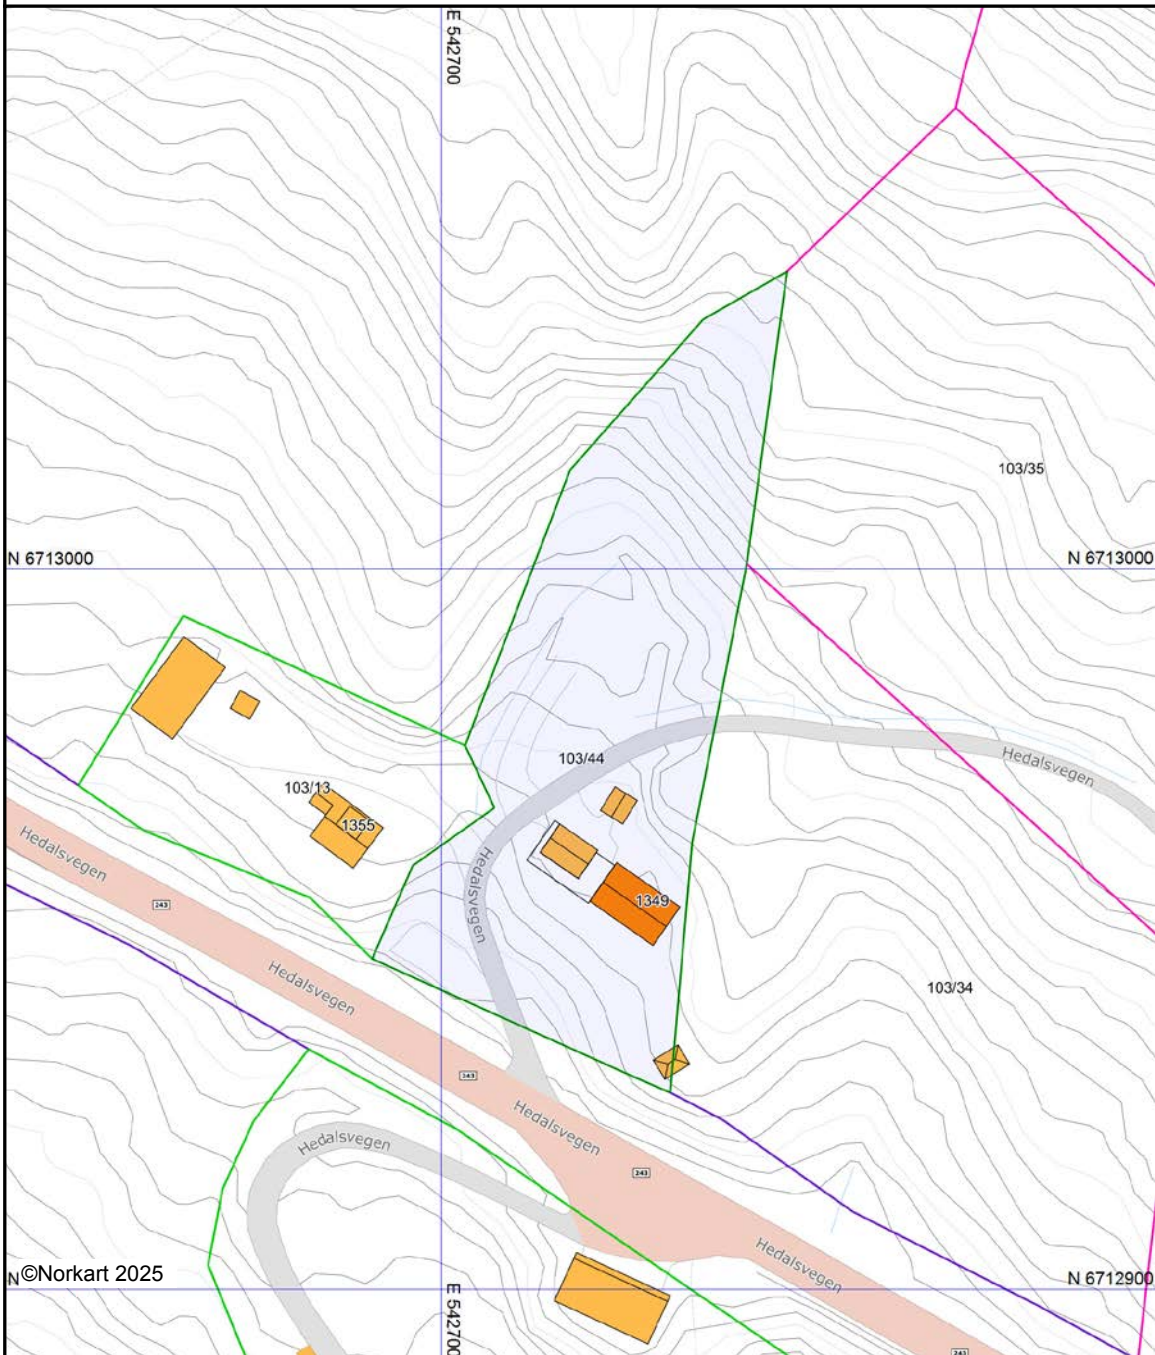 E 542700
103/35
N 6713000
N 6713000
103/44
Hedalsvegen
103/13
1355
Hedalsvegen
Hedalsvegen
1349
243
Hedalsvegen
103/34
243
Hedalsvegen
Hedalsvegen
243
Hedalsvegen
N
©Norkart 2025
E 542700
N 6712900
243